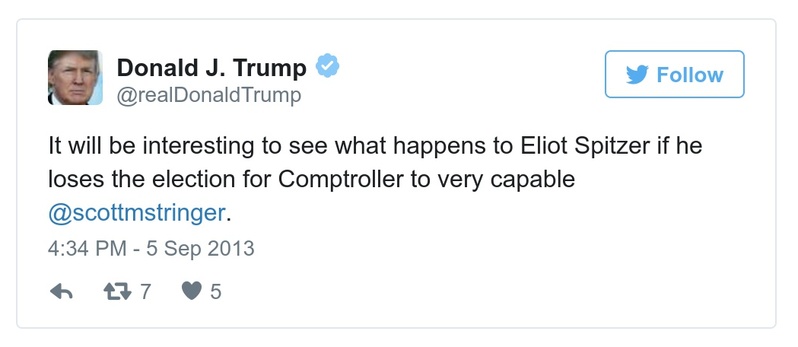 Donald J. Trump
@realDonaldTrump
Follow
It will be interesting to see what happens to Eliot Spitzer if he
loses the election for Comptroller to very capable
@scottmstringer.
4:34 PM - 5 Sep 2013
7 5